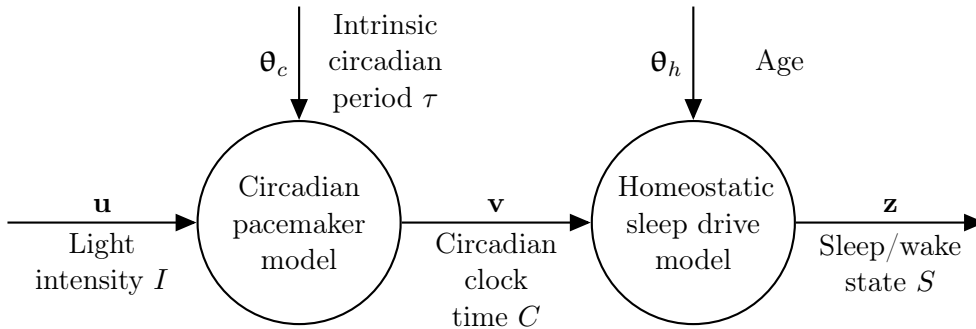 Intrinsic
circadian
period τ
θ_c
θ_h
Age
u
Light
intensity I
Circadian
pacemaker
model
v
Circadian
clock
time C
Homeostatic
sleep drive
model
z
Sleep/wake
state S